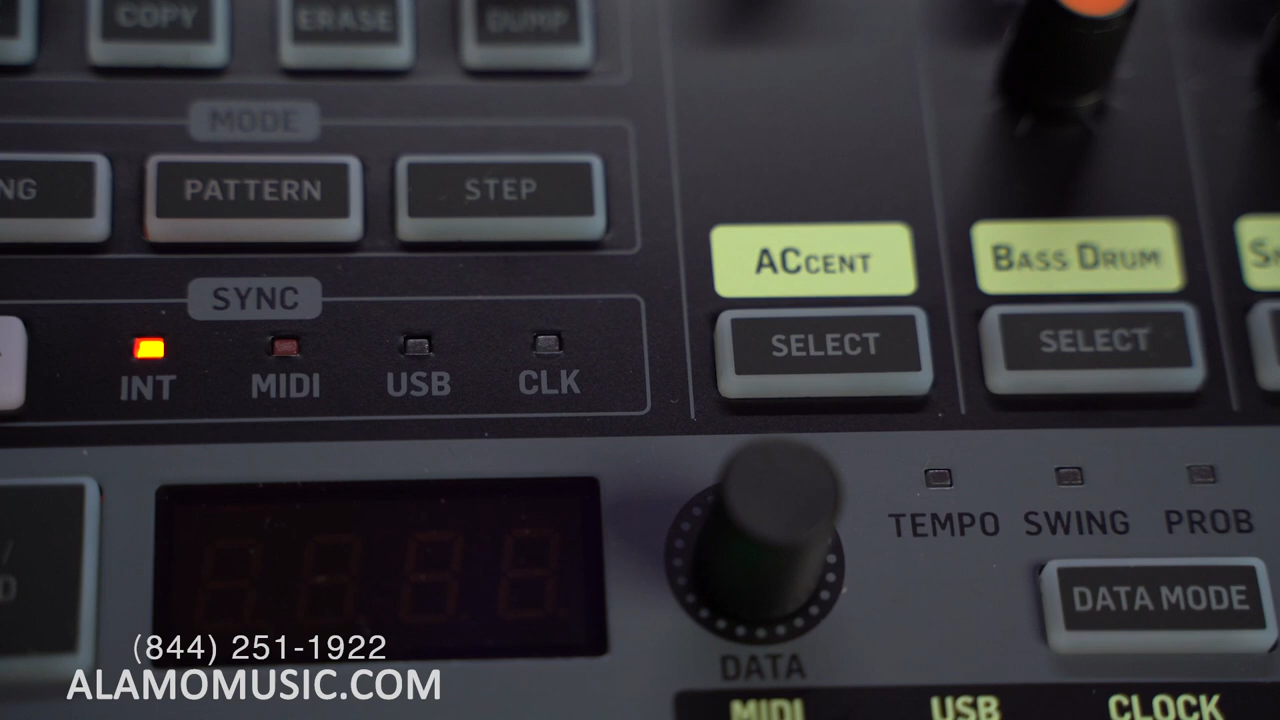 COPY ERASE DUMP
MODE
NG PATTERN STEP
ACCENT BASS DRUM
SYNC
SELECT SELECT
INT MIDI USB CLK
TEMPO SWING PROB
DATA MODE
DATA
(844) 251-1922
ALAMOMUSIC.COM
MIDI USB CLOCK